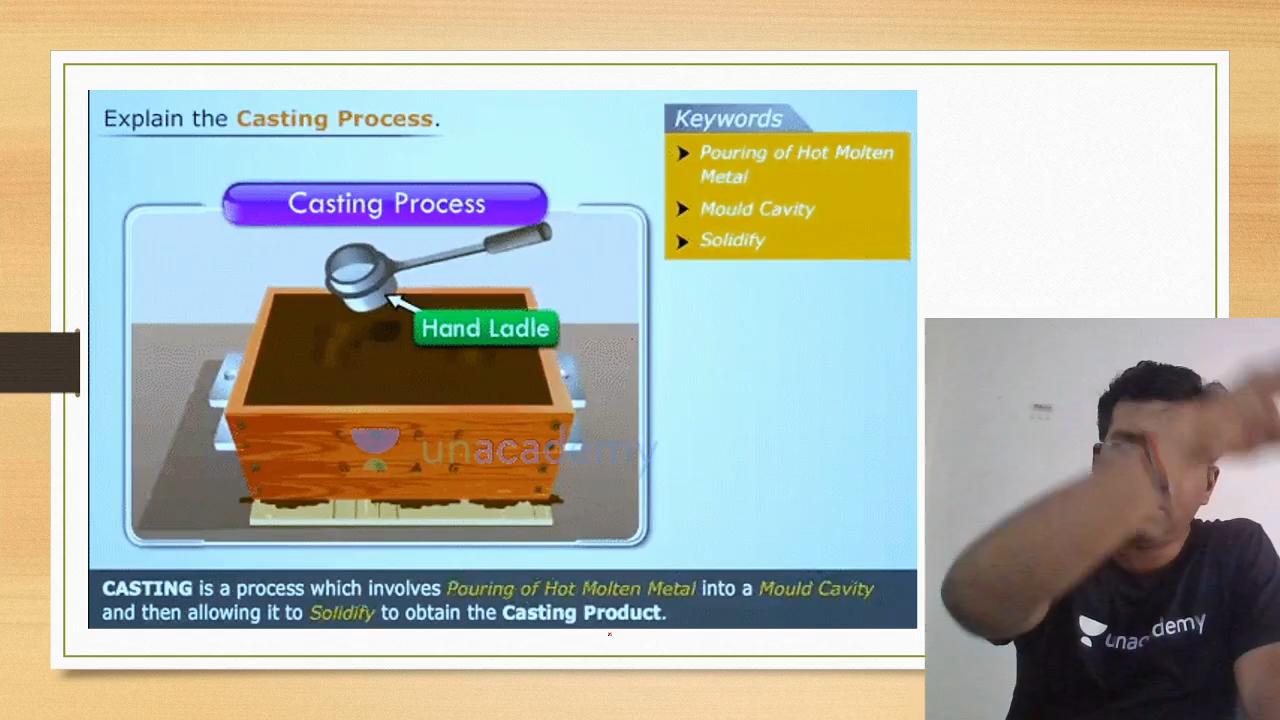 Explain the Casting Process.
Keywords
Pouring of Hot Molten
Metal
Mould Cavity
Solidify
Casting Process
Hand Ladle
unacademy
CASTING is a process which involves Pouring of Hot Molten Metal into a Mould Cavity
and then allowing it to Solidify to obtain the Casting Product.
unacademy